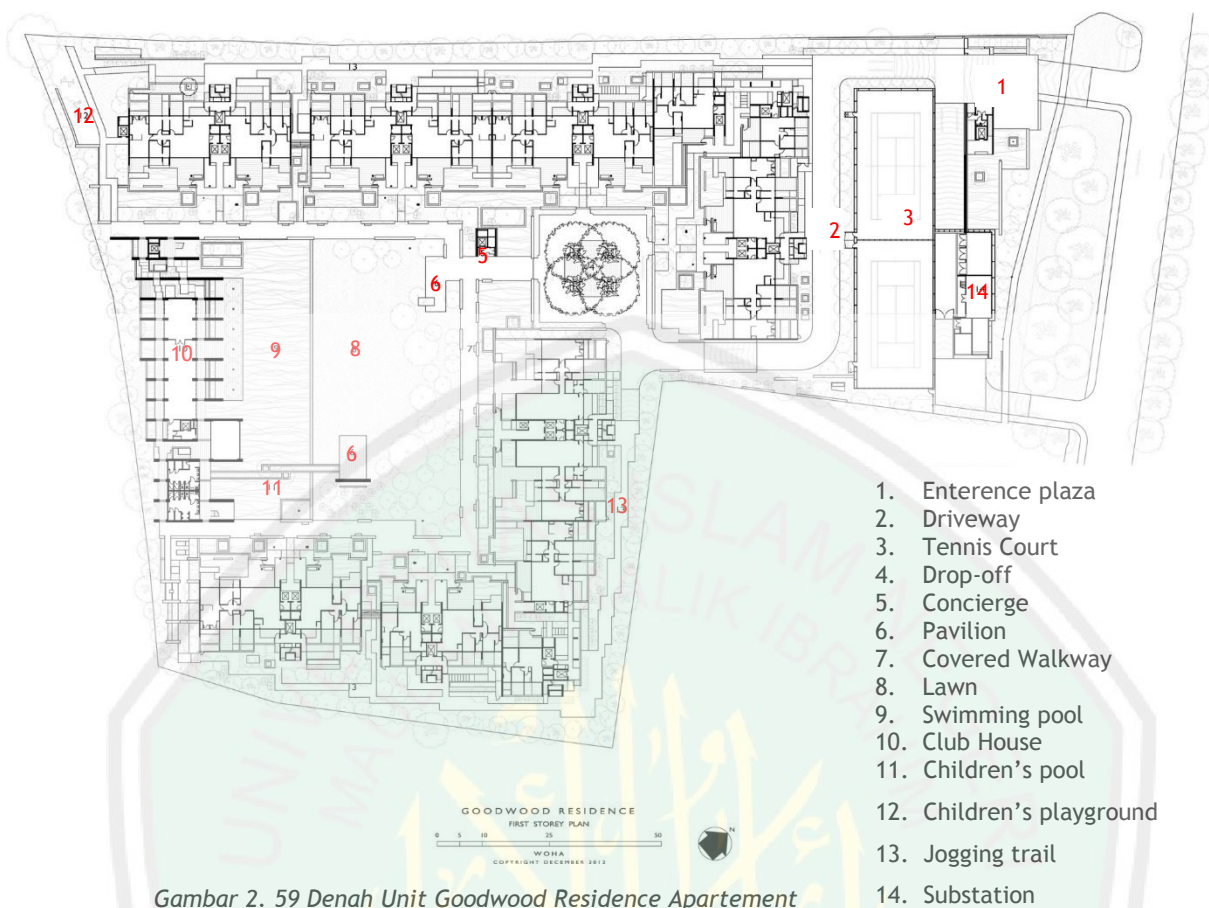 13
1
12
3
2
5
4
6
14
7
10
9
8
6
11
13
13
1. Enterence plaza
2. Driveway
3. Tennis Court
4. Drop-off
5. Concierge
6. Pavilion
7. Covered Walkway
8. Lawn
9. Swimming pool
10. Club House
11. Children's pool
12. Children's playground
13. Jogging trail
14. Substation
GOODWOOD RESIDENCE
FIRST STOREY PLAN
0 5 10 25 50
N
WOHA
COPYRIGHT DECEMBER 2012
Gambar 2. 59 Denah Unit Goodwood Residence Apartement